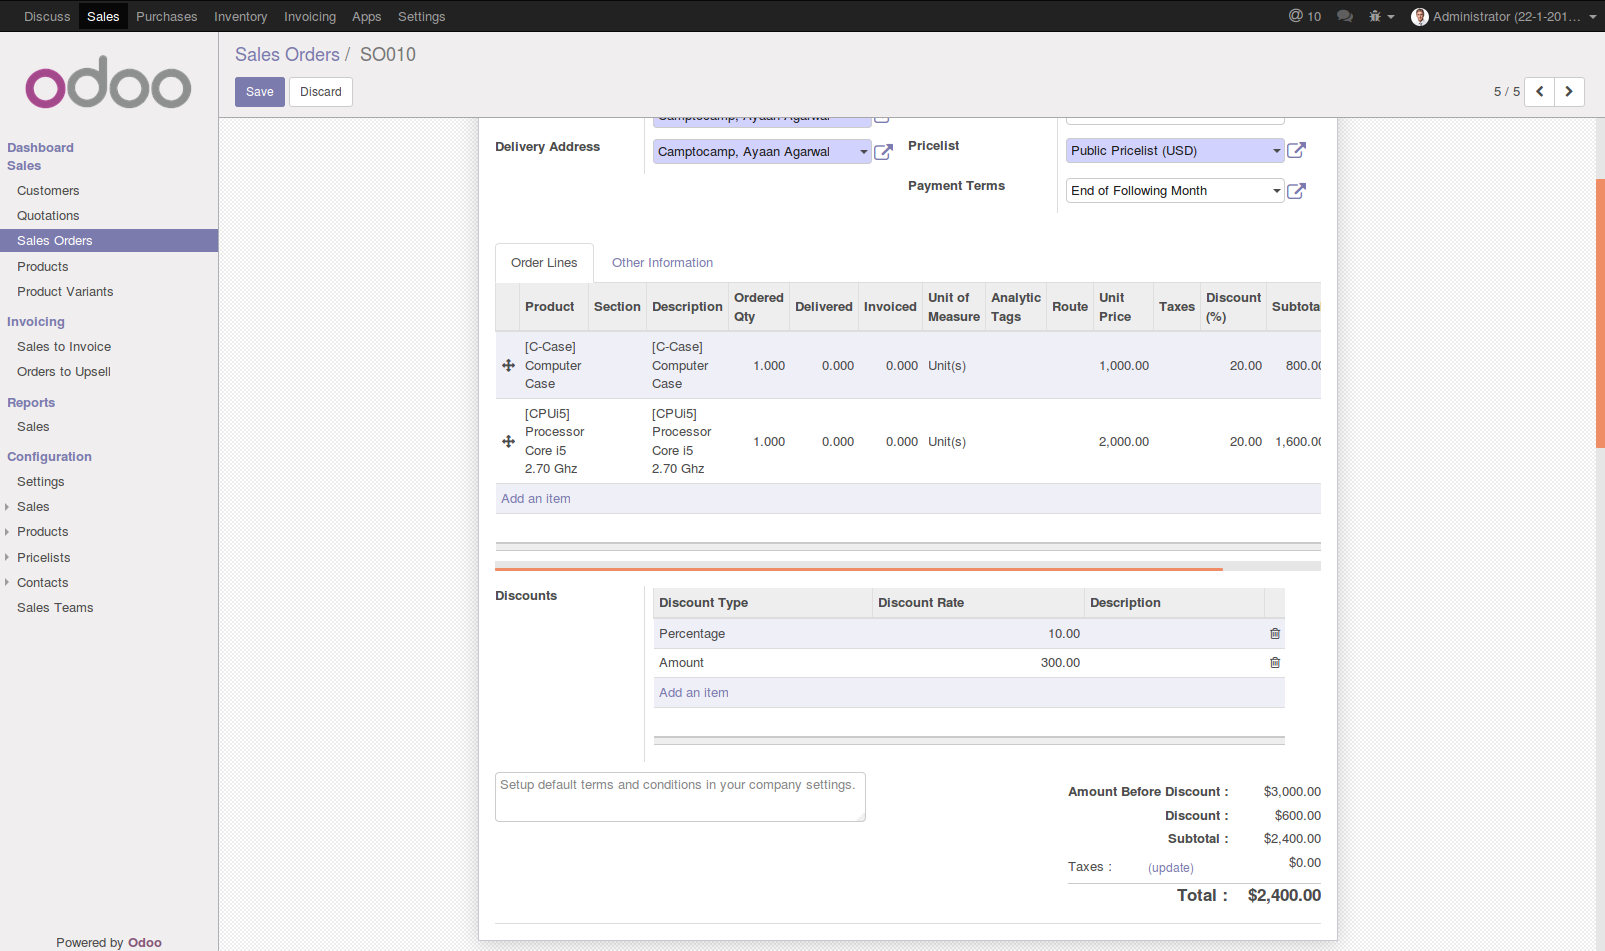 Discuss Sales Purchases Inventory Invoicing Apps Settings @ 10 Administrator (22-1-201...
odoo
Sales Orders / SO010
Save Discard
5 / 5
Dashboard
Sales
Customers
Quotations
Sales Orders
Products
Product Variants
Invoicing
Sales to Invoice
Orders to Upsell
Reports
Sales
Configuration
Settings
Sales
Products
Pricelists
Contacts
Sales Teams
Powered by Odoo
Camptocamp, Ayaan Agarwal
Delivery Address Camptocamp, Ayaan Agarwal
Pricelist Public Pricelist (USD)
Payment Terms End of Following Month
Order Lines Other Information
Product Section Description Ordered Qty Delivered Invoiced Unit of Measure Analytic Tags Route Unit Price Taxes Discount (%) Subtotal
[C-Case] Computer Case [C-Case] Computer Case 1.000 0.000 0.000 Unit(s) 1,000.00 20.00 800.00
[CPUi5] Processor Core i5 2.70 Ghz [CPUi5] Processor Core i5 2.70 Ghz 1.000 0.000 0.000 Unit(s) 2,000.00 20.00 1,600.00
Add an item
Discounts
Discount Type Discount Rate Description
Percentage 10.00
Amount 300.00
Add an item
Setup default terms and conditions in your company settings.
Amount Before Discount : $3,000.00
Discount : $600.00
Subtotal : $2,400.00
Taxes : (update) $0.00
Total : $2,400.00